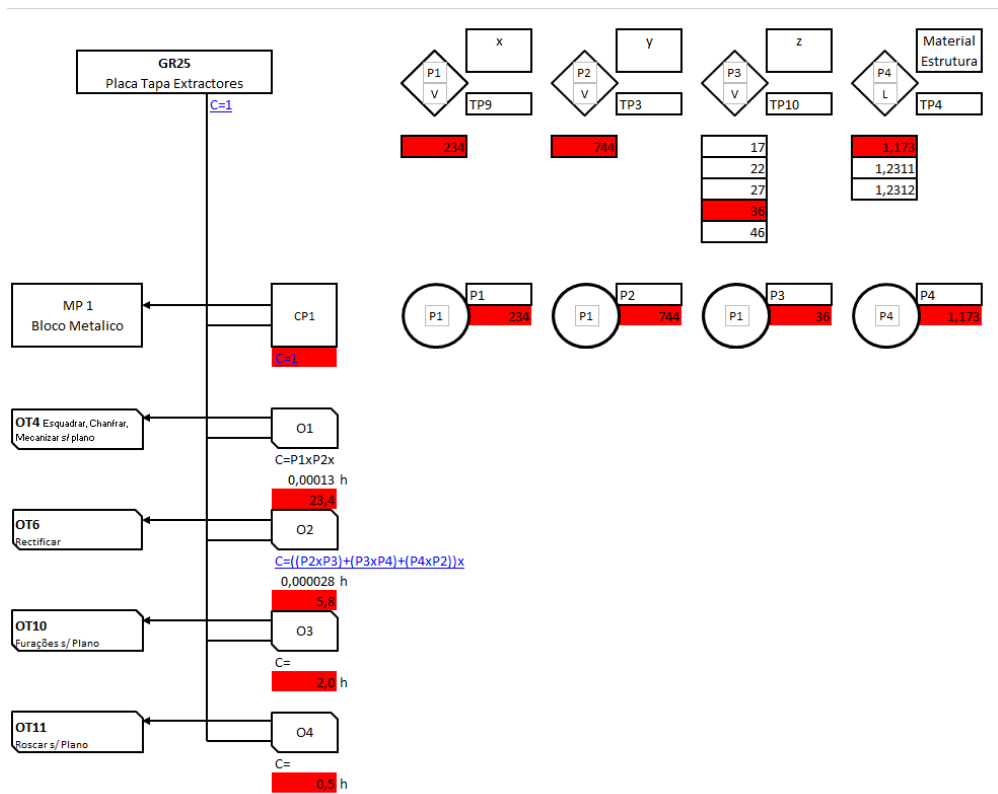 GR25
Placa Tapa Extractores
C=1
P1
V
x
TP9
P2
V
y
TP3
P3
V
z
TP10
P4
L
Material
Estrutura
TP4
234
744
17
22
27
36
46
1,173
1,2311
1,2312
MP 1
Bloco Metalico
CP1
C=1
P1
P1
234
P1
P2
744
P1
P3
36
P4
P4
1,173
OT4 Esquadrar, Chanfrar,
Mecanizar s/ plano
O1
C=P1xP2x
0,00013 h
23,4
OT6
Rectificar
O2
C=((P2xP3)+(P3xP4)+(P4xP2))x
0,000028 h
5,8
OT10
Furações s/ Plano
O3
C=
2,0 h
OT11
Roscar s/ Plano
O4
C=
0,5 h